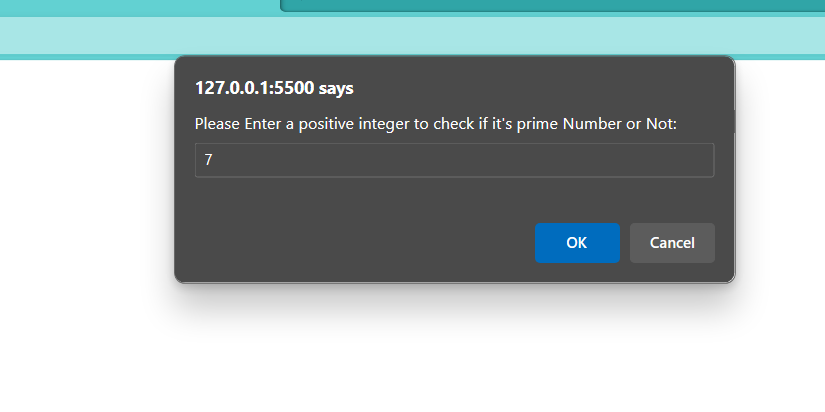 127.0.0.1:5500 says
Please Enter a positive integer to check if it's prime Number or Not:
7
OK
Cancel